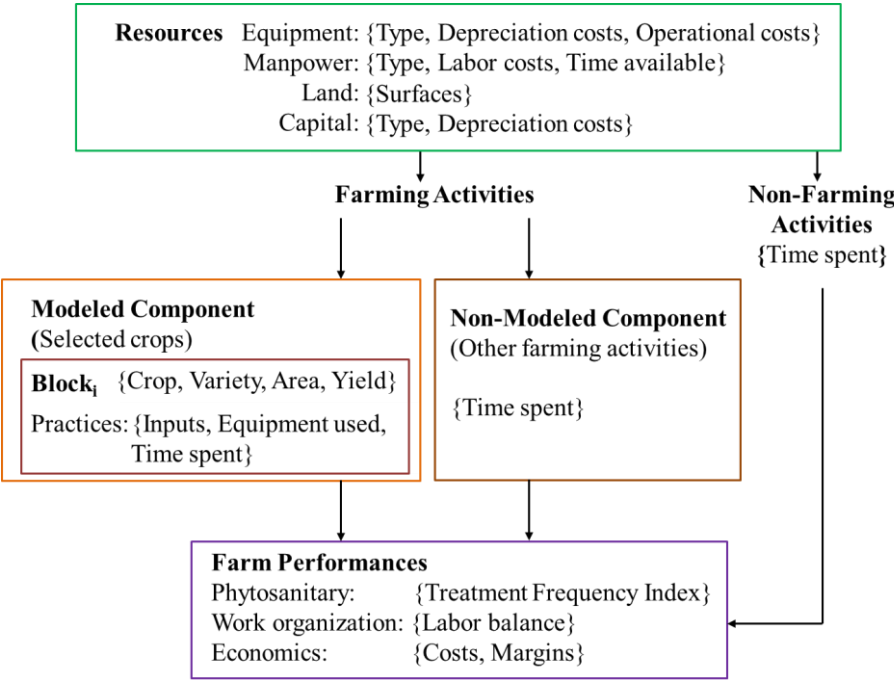 Resources Equipment: {Type, Depreciation costs, Operational costs}
Manpower: {Type, Labor costs, Time available}
Land: {Surfaces}
Capital: {Type, Depreciation costs}
Farming Activities
Non-Farming
Activities
{Time spent}
Modeled Component
(Selected crops)
Blocki {Crop, Variety, Area, Yield}
Practices: {Inputs, Equipment used,
Time spent}
Non-Modeled Component
(Other farming activities)
{Time spent}
Farm Performances
Phytosanitary: {Treatment Frequency Index}
Work organization: {Labor balance}
Economics: {Costs, Margins}